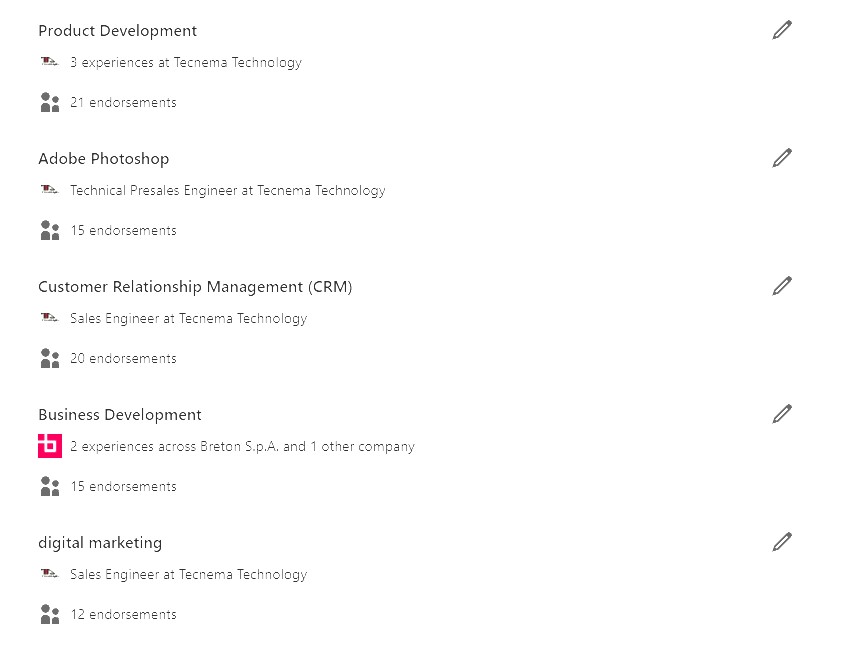 Product Development
3 experiences at Tecnema Technology
21 endorsements
Adobe Photoshop
Technical Presales Engineer at Tecnema Technology
15 endorsements
Customer Relationship Management (CRM)
Sales Engineer at Tecnema Technology
20 endorsements
Business Development
2 experiences across Breton S.p.A. and 1 other company
15 endorsements
digital marketing
Sales Engineer at Tecnema Technology
12 endorsements